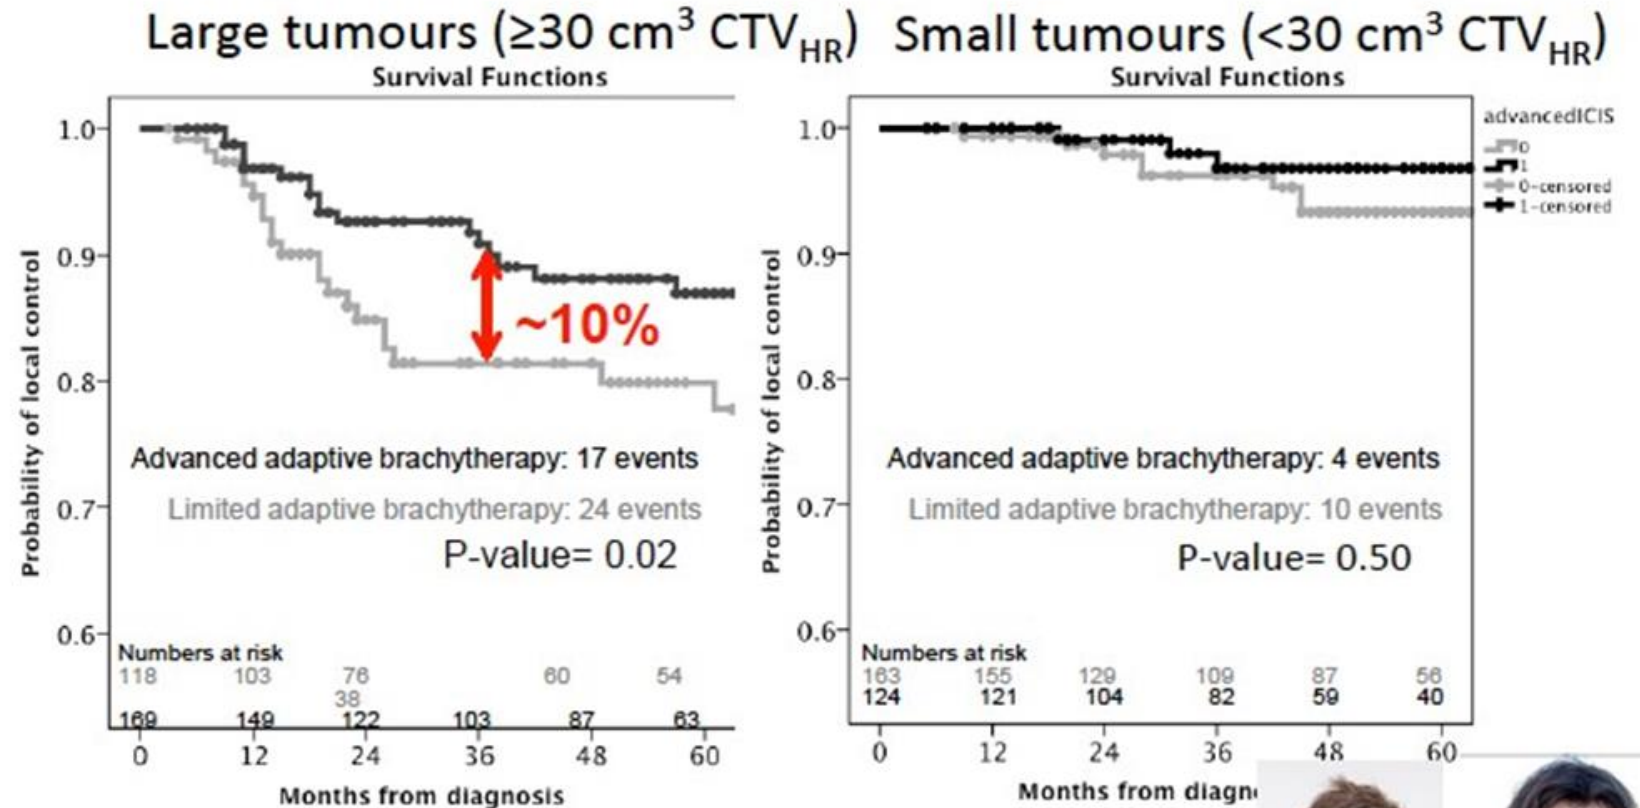 Large tumours (≥30 cm³ CTV_HR)
Survival Functions
Probability of local control
1.0
0.9
0.8
0.7
0.6
~10%
Advanced adaptive brachytherapy: 17 events
Limited adaptive brachytherapy: 24 events
P-value= 0.02
Numbers at risk
118 103 76 60 54
38
169 149 122 103 87 63
0 12 24 36 48 60
Months from diagnosis
Small tumours (<30 cm³ CTV_HR)
Survival Functions
Probability of local control
1.0
0.9
0.8
0.7
0.6
Advanced adaptive brachytherapy: 4 events
Limited adaptive brachytherapy: 10 events
P-value= 0.50
Numbers at risk
163 155 129 109 87 56
124 121 104 82 59 40
0 12 24 36 48 60
Months from diagn
advancedICIS
0
1
0-censored
1-censored